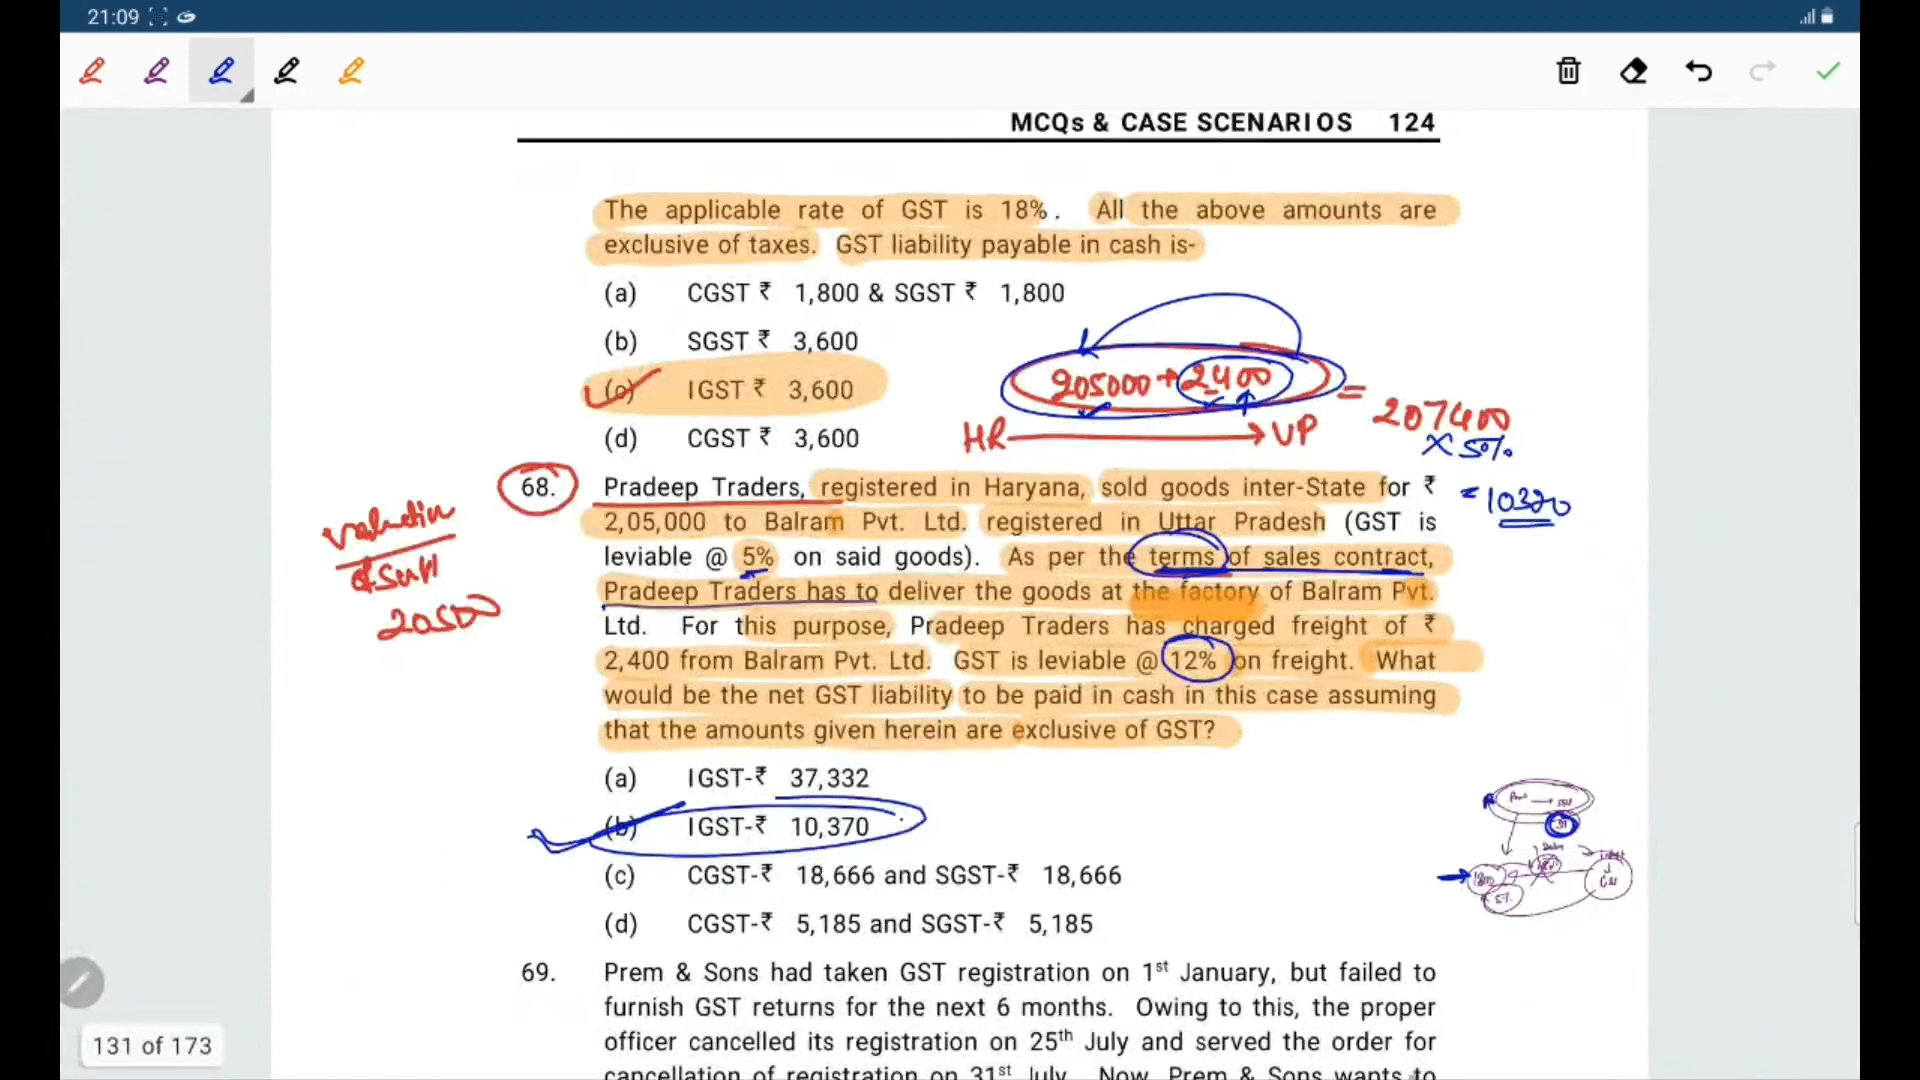 21:09
MCQs & CASE SCENARIOS 124
The applicable rate of GST is 18%. All the above amounts are
exclusive of taxes. GST liability payable in cash is-
(a) CGST ₹ 1,800 & SGST ₹ 1,800
(b) SGST ₹ 3,600
(c) IGST ₹ 3,600
(d) CGST ₹ 3,600
205000 + 2400 = 207400
HR → UP
× 5%
= 10370
68. Pradeep Traders, registered in Haryana, sold goods inter-State for ₹
2,05,000 to Balram Pvt. Ltd. registered in Uttar Pradesh (GST is
leviable @ 5% on said goods). As per the terms of sales contract,
Pradeep Traders has to deliver the goods at the factory of Balram Pvt.
Ltd. For this purpose, Pradeep Traders has charged freight of ₹
2,400 from Balram Pvt. Ltd. GST is leviable @ 12% on freight. What
would be the net GST liability to be paid in cash in this case assuming
that the amounts given herein are exclusive of GST?
(a) IGST-₹ 37,332
(b) IGST-₹ 10,370
(c) CGST-₹ 18,666 and SGST-₹ 18,666
(d) CGST-₹ 5,185 and SGST-₹ 5,185
69. Prem & Sons had taken GST registration on 1st January, but failed to
furnish GST returns for the next 6 months. Owing to this, the proper
officer cancelled its registration on 25th July and served the order for
cancellation of registration on 31st July. Now, Prem & Sons wants to
131 of 173